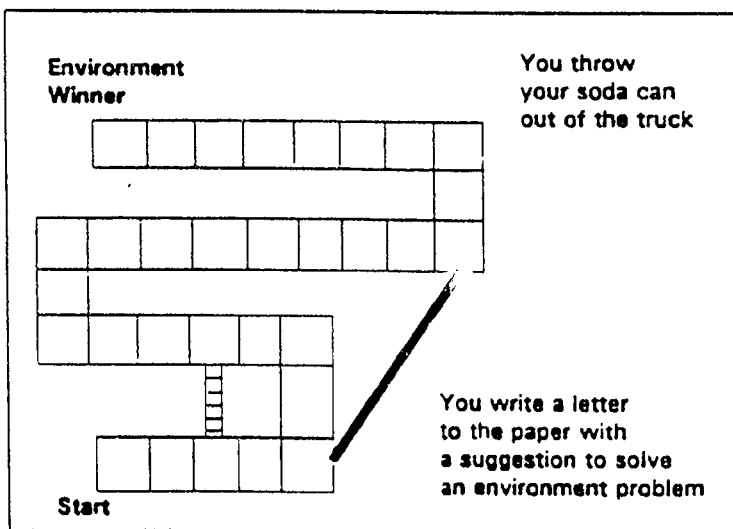 Environment
Winner
You throw
your soda can
out of the truck
You write a letter
to the paper with
a suggestion to solve
an environment problem
Start